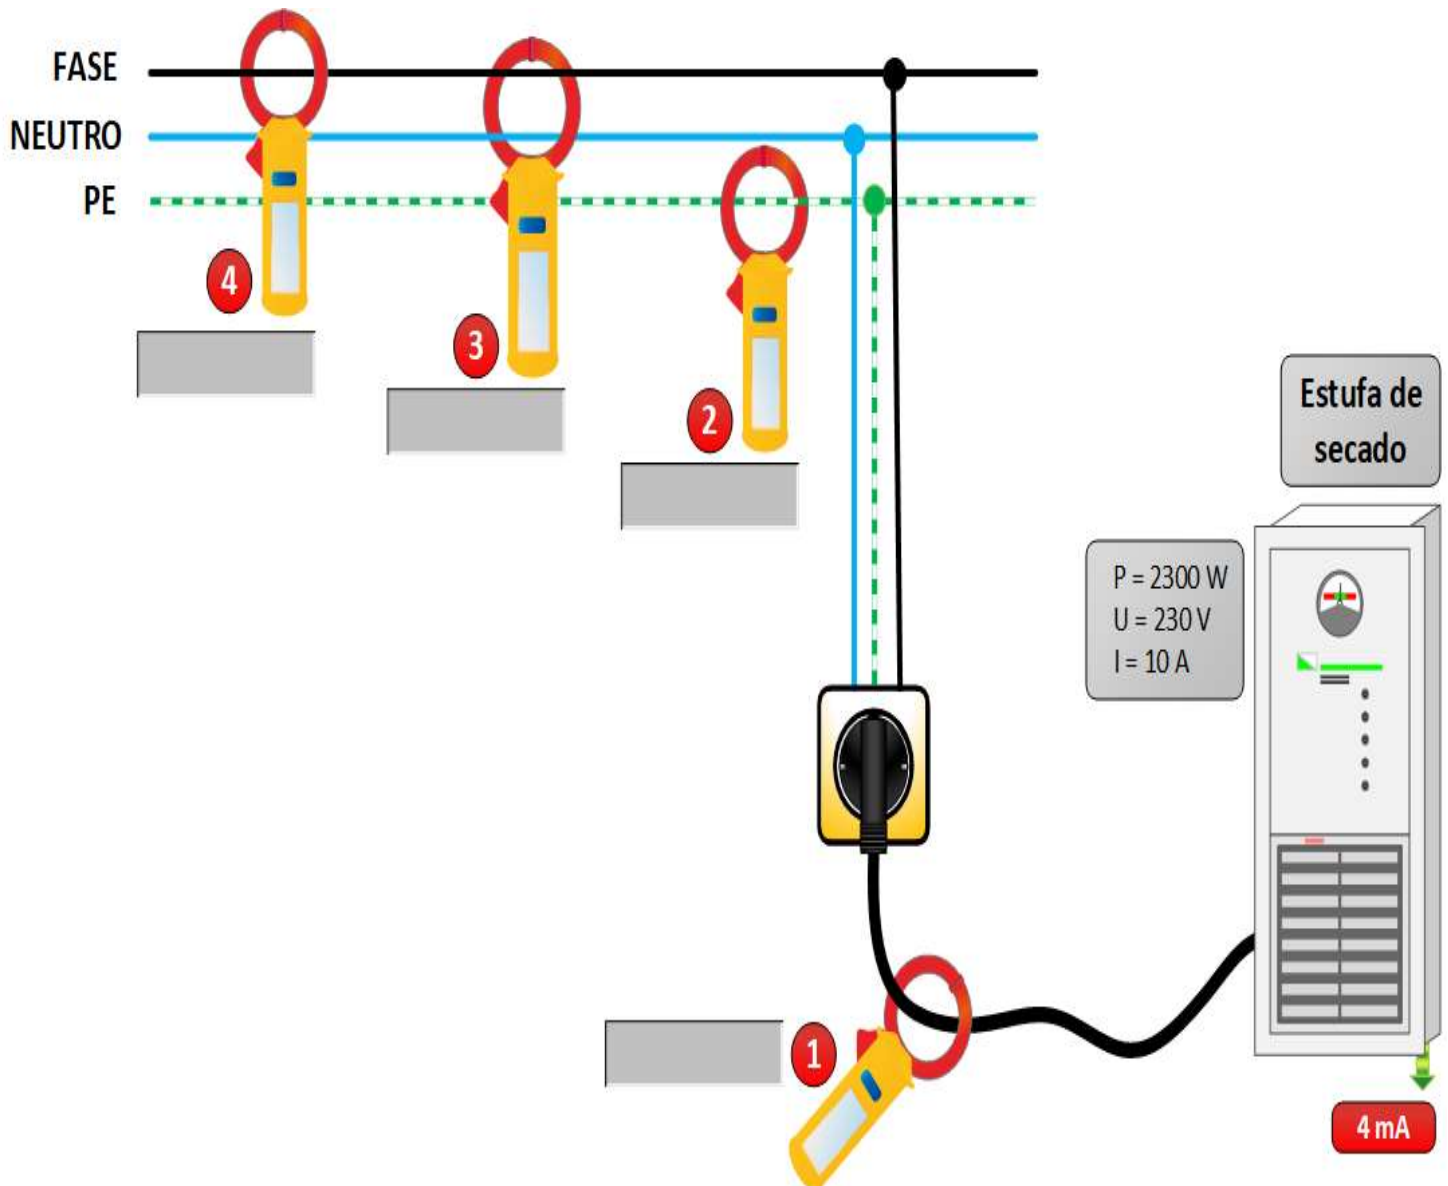 FASE
NEUTRO
PE
4
3
2
Estufa de
secado
P = 2300 W
U = 230 V
I = 10 A
1
4 mA